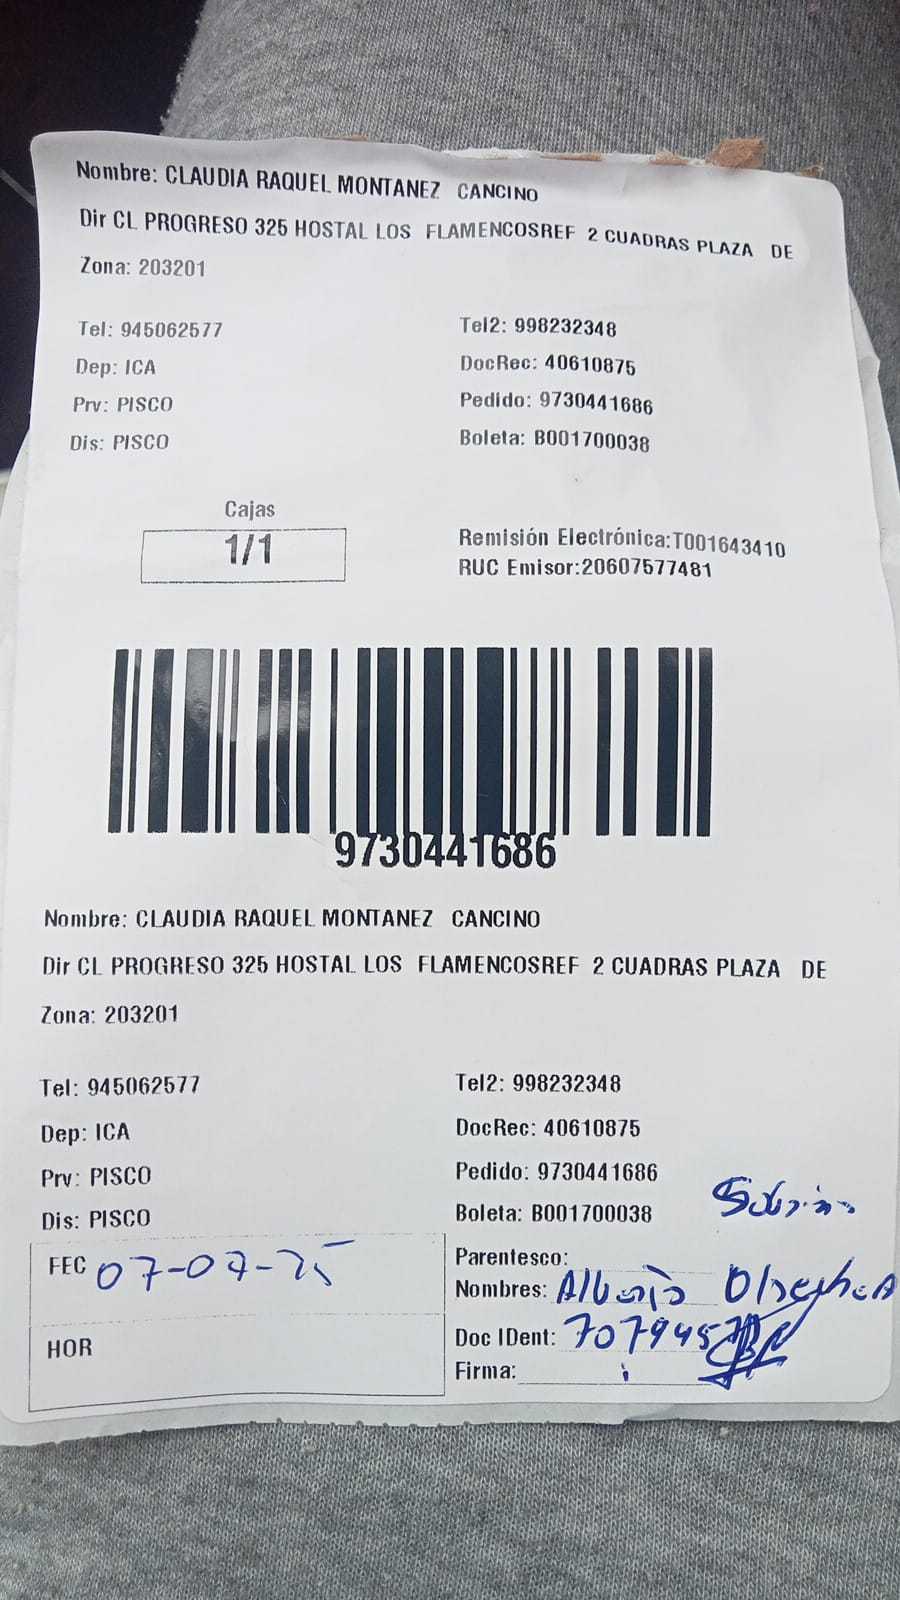 Nombre: CLAUDIA RAQUEL MONTANEZ CANCINO
Dir CL PROGRESO 325 HOSTAL LOS FLAMENCOSREF 2 CUADRAS PLAZA DE
Zona: 203201
Tel: 945062577 Tel2: 998232348
Dep: ICA DocRec: 40610875
Prv: PISCO Pedido: 9730441686
Dis: PISCO Boleta: B001700038
Cajas
1/1
Remisión Electrónica:T001643410
RUC Emisor:20607577481
9730441686
Nombre: CLAUDIA RAQUEL MONTANEZ CANCINO
Dir CL PROGRESO 325 HOSTAL LOS FLAMENCOSREF 2 CUADRAS PLAZA DE
Zona: 203201
Tel: 945062577 Tel2: 998232348
Dep: ICA DocRec: 40610875
Prv: PISCO Pedido: 9730441686
Dis: PISCO Boleta: B001700038
Sobrino
FEC 07-07-25 Parentesco:
Nombres: Alberto
HOR Doc IDent:
Firma: